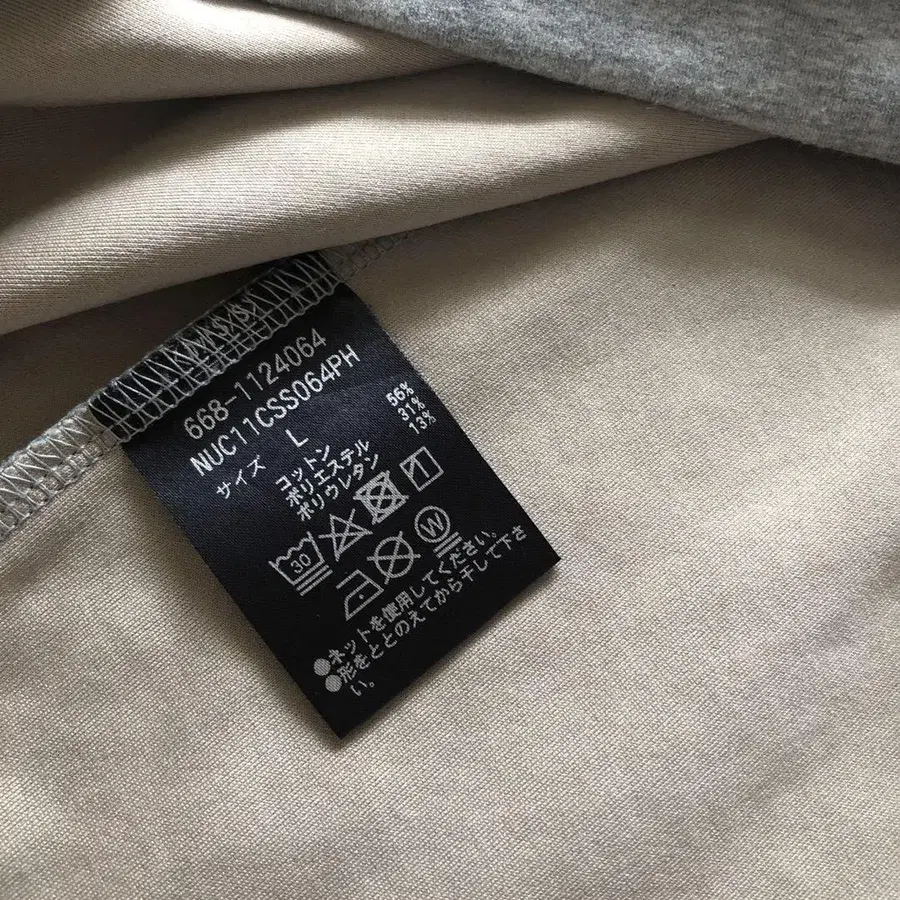 668-1124064
NUC11CSS064PH
サイズ L
コットン 56%
ポリエステル 31%
ポリウレタン 13%
30
W
●ネットを使用してください。
●形をととのえてから干して下さ
い。